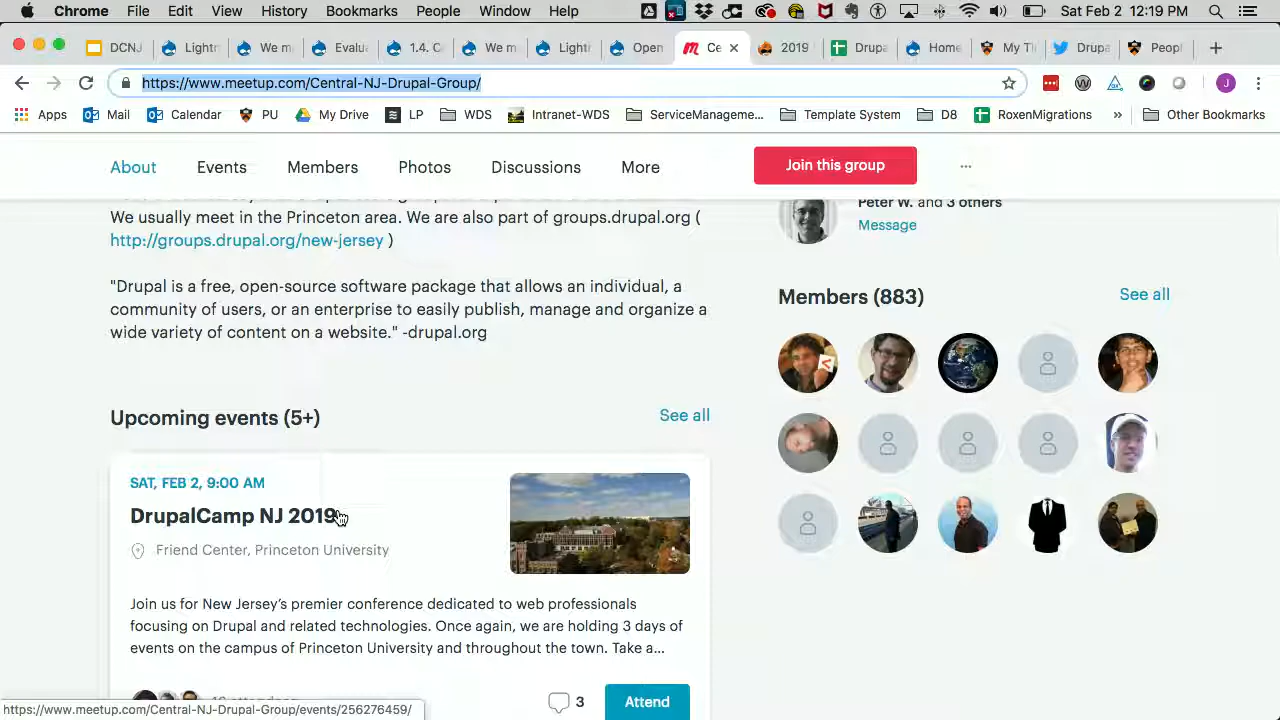 Chrome File Edit View History Bookmarks People Window Help Sat Feb 2 12:19 PM
DCNJ Lightn We m Evalu 1.4. C We m Lighti Open Ce 2019 Drupa Home My Ti Drupa Peopl
https://www.meetup.com/Central-NJ-Drupal-Group/
Apps Mail Calendar PU My Drive LP WDS Intranet-WDS ServiceManageme... Template System D8 RoxenMigrations » Other Bookmarks
About Events Members Photos Discussions More Join this group ...
We usually meet in the Princeton area. We are also part of groups.drupal.org (
http://groups.drupal.org/new-jersey )
"Drupal is a free, open-source software package that allows an individual, a
community of users, or an enterprise to easily publish, manage and organize a
wide variety of content on a website." -drupal.org
Upcoming events (5+) See all
SAT, FEB 2, 9:00 AM
DrupalCamp NJ 2019
Friend Center, Princeton University
Join us for New Jersey’s premier conference dedicated to web professionals
focusing on Drupal and related technologies. Once again, we are holding 3 days of
events on the campus of Princeton University and throughout the town. Take a...
3 Attend
Peter W. and 3 others
Message
Members (883) See all
https://www.meetup.com/Central-NJ-Drupal-Group/events/256276459/